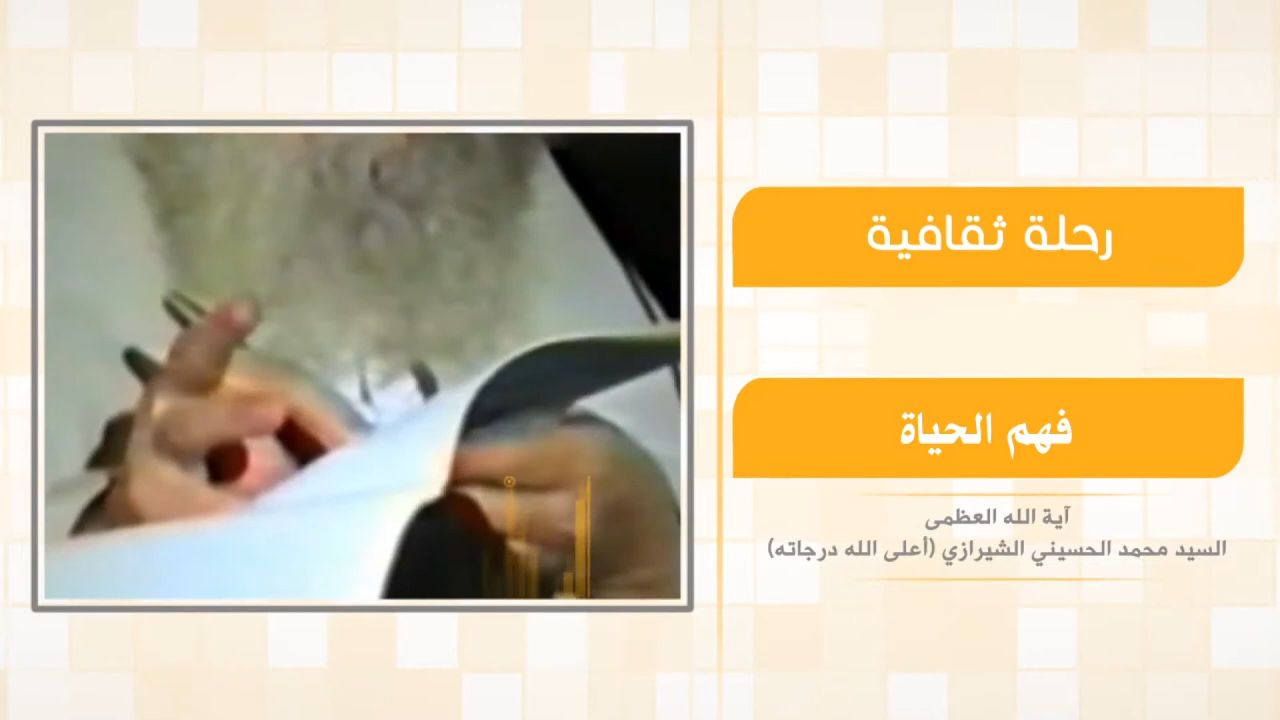 رحلة ثقافية
فهم الحياة
آية الله العظمى
السيد محمد الحسيني الشيرازي (أعلى الله درجاته)